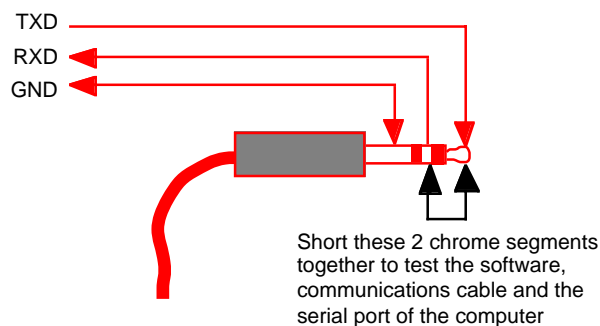 TXD
RXD
GND
Short these 2 chrome segments
together to test the software,
communications cable and the
serial port of the computer